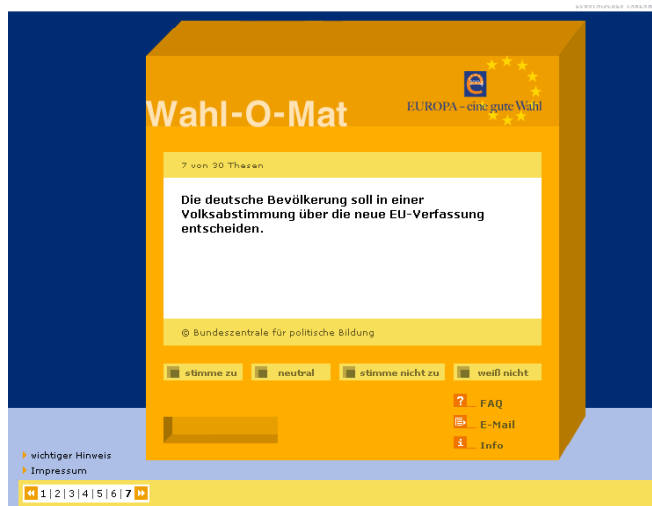 Wahl-O-Mat
e
EUROPA – eine gute Wahl
7 von 30 Thesen
Die deutsche Bevölkerung soll in einer
Volksabstimmung über die neue EU-Verfassung
entscheiden.
© Bundeszentrale für politische Bildung
stimme zu neutral stimme nicht zu weiß nicht
? FAQ
E-Mail
i Info
wichtiger Hinweis
Impressum
1|2|3|4|5|6|7